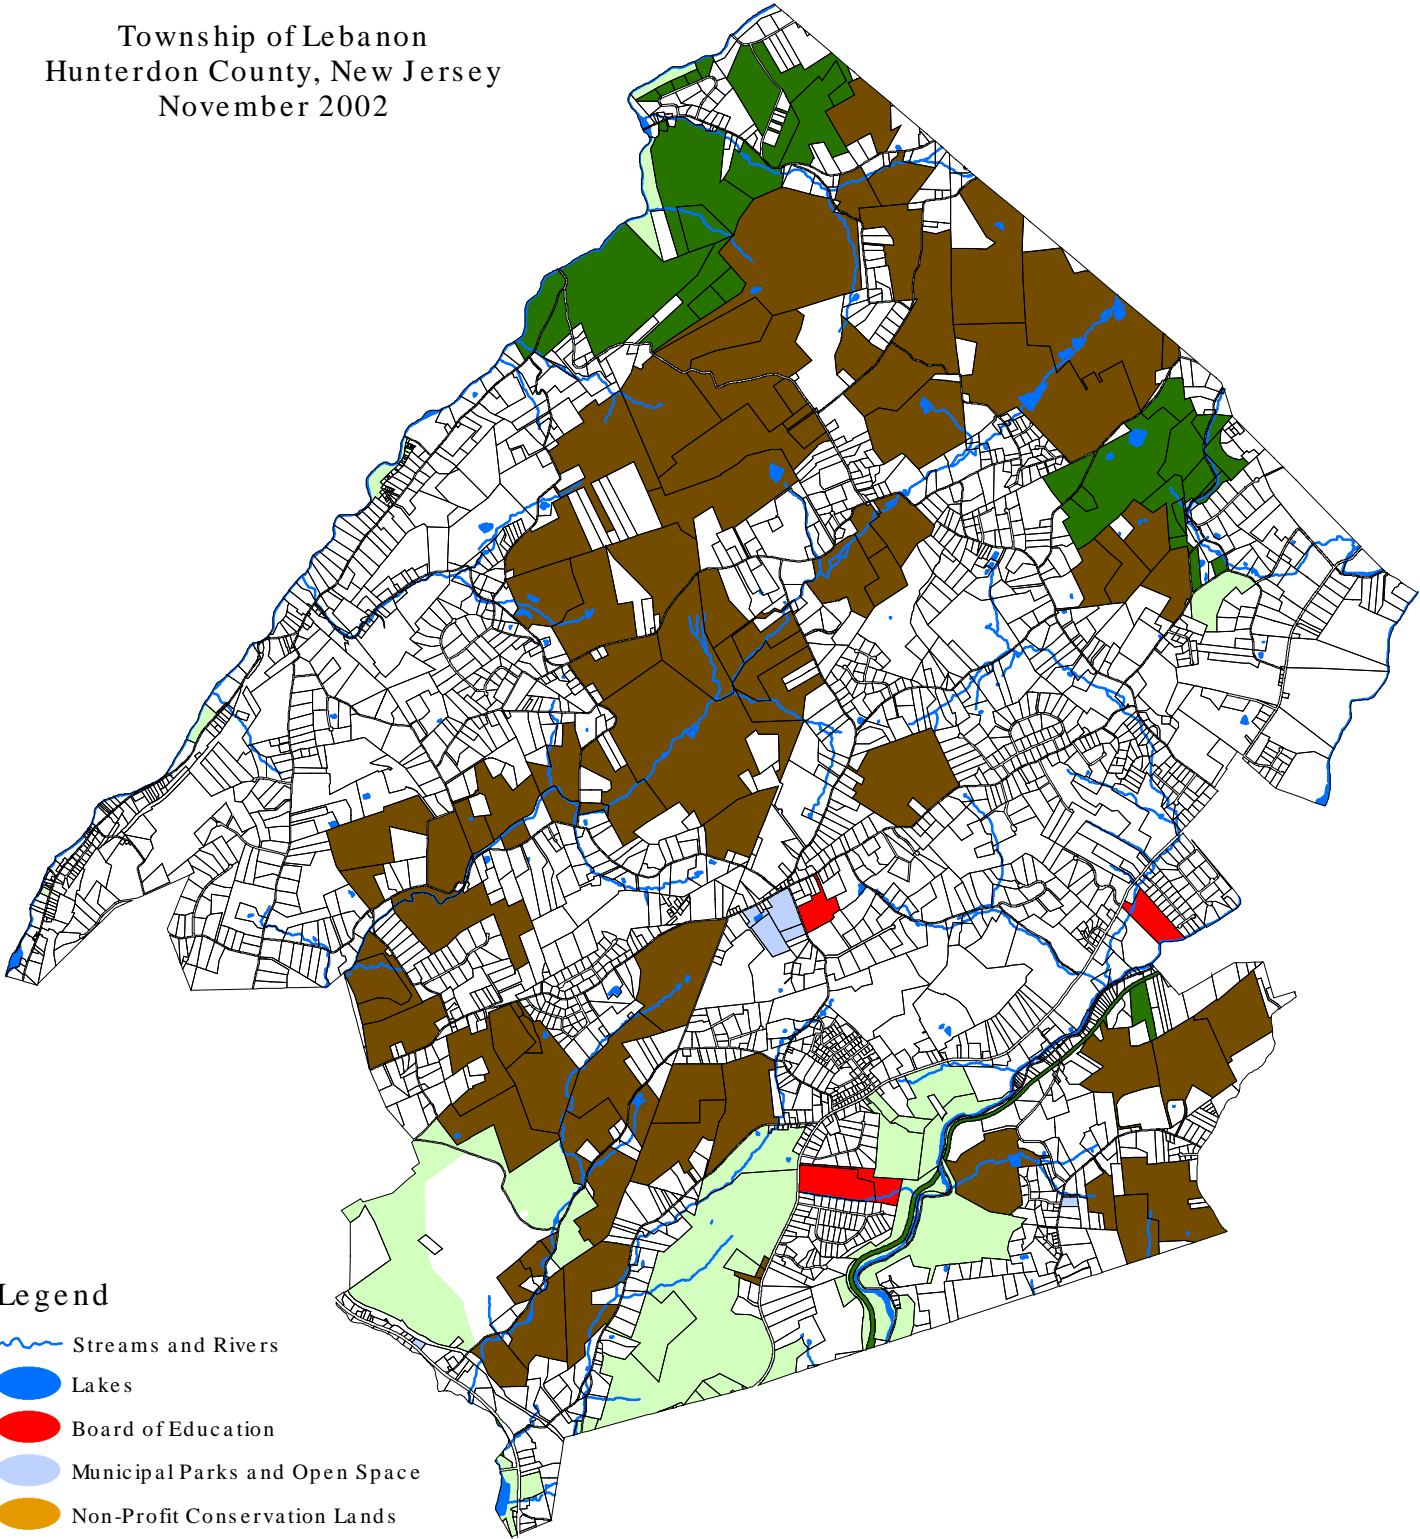 Township of Lebanon
Hunterdon County, New Jersey
November 2002
Legend
Streams and Rivers
Lakes
Board of Education
Municipal Parks and Open Space
Non-Profit Conservation Lands